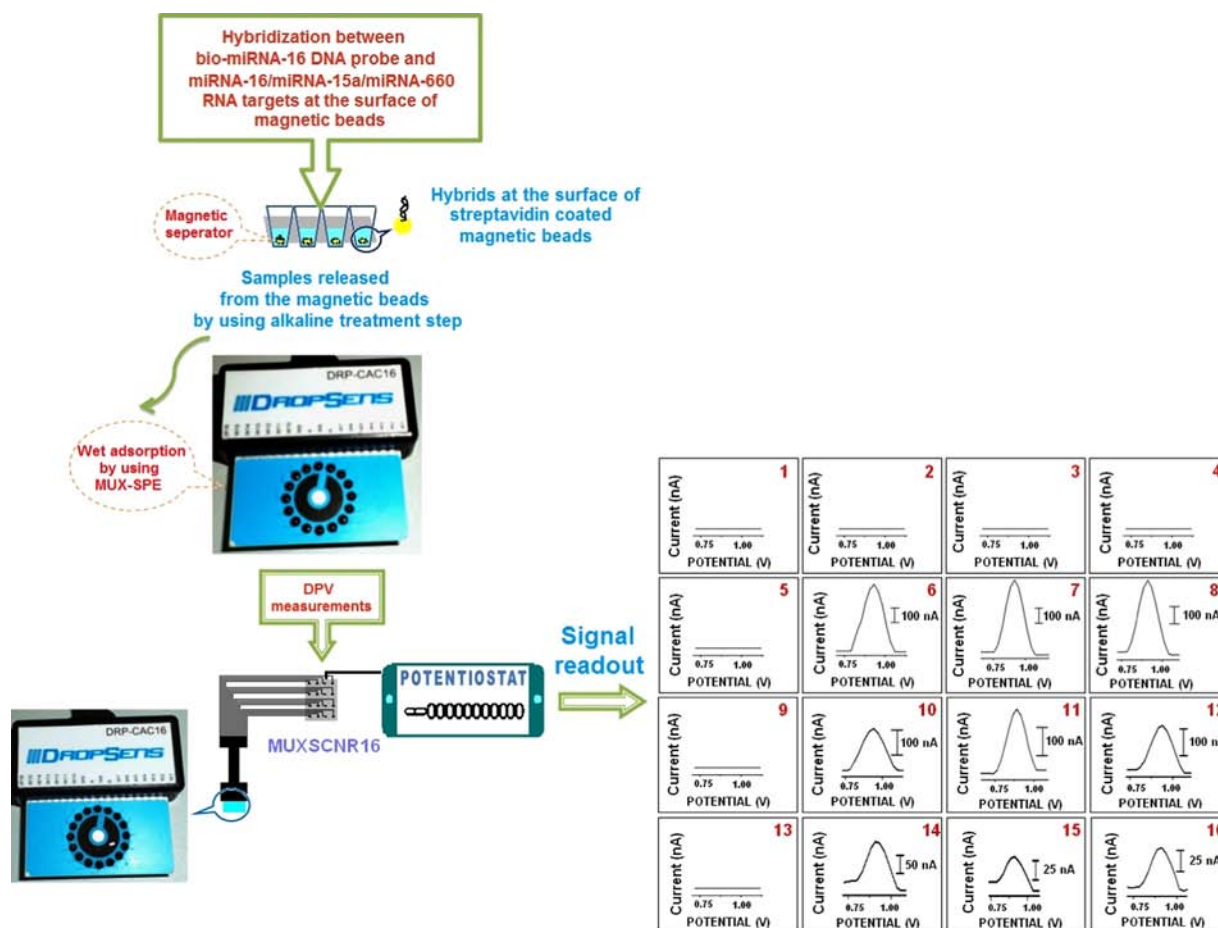 Hybridization between
bio-miRNA-16 DNA probe and
miRNA-16/miRNA-15a/miRNA-660
RNA targets at the surface of
magnetic beads
Magnetic
seperator
Hybrids at the surface of
streptavidin coated
magnetic beads
Samples released
from the magnetic beads
by using alkaline treatment step
DRP-CAC16
DROPSENS
Wet adsorption
by using
MUX-SPE
DPV
measurements
POTENTIOSTAT
MUXSCNR16
DRP-CAC16
DROPSENS
Signal
readout
1
Current (nA)
0.75 1.00
POTENTIAL (V)
2
Current (nA)
0.75 1.00
POTENTIAL (V)
3
Current (nA)
0.75 1.00
POTENTIAL (V)
4
Current (nA)
0.75 1.00
POTENTIAL (V)
5
Current (nA)
0.75 1.00
POTENTIAL (V)
6
Current (nA)
100 nA
0.75 1.00
POTENTIAL (V)
7
Current (nA)
100 nA
0.75 1.00
POTENTIAL (V)
8
Current (nA)
100 nA
0.75 1.00
POTENTIAL (V)
9
Current (nA)
0.75 1.00
POTENTIAL (V)
10
Current (nA)
100 nA
0.75 1.00
POTENTIAL (V)
11
Current (nA)
100 nA
0.75 1.00
POTENTIAL (V)
12
Current (nA)
100 nA
0.75 1.00
POTENTIAL (V)
13
Current (nA)
0.75 1.00
POTENTIAL (V)
14
Current (nA)
50 nA
0.75 1.00
POTENTIAL (V)
15
Current (nA)
25 nA
0.75 1.00
POTENTIAL (V)
16
Current (nA)
25 nA
0.75 1.00
POTENTIAL (V)